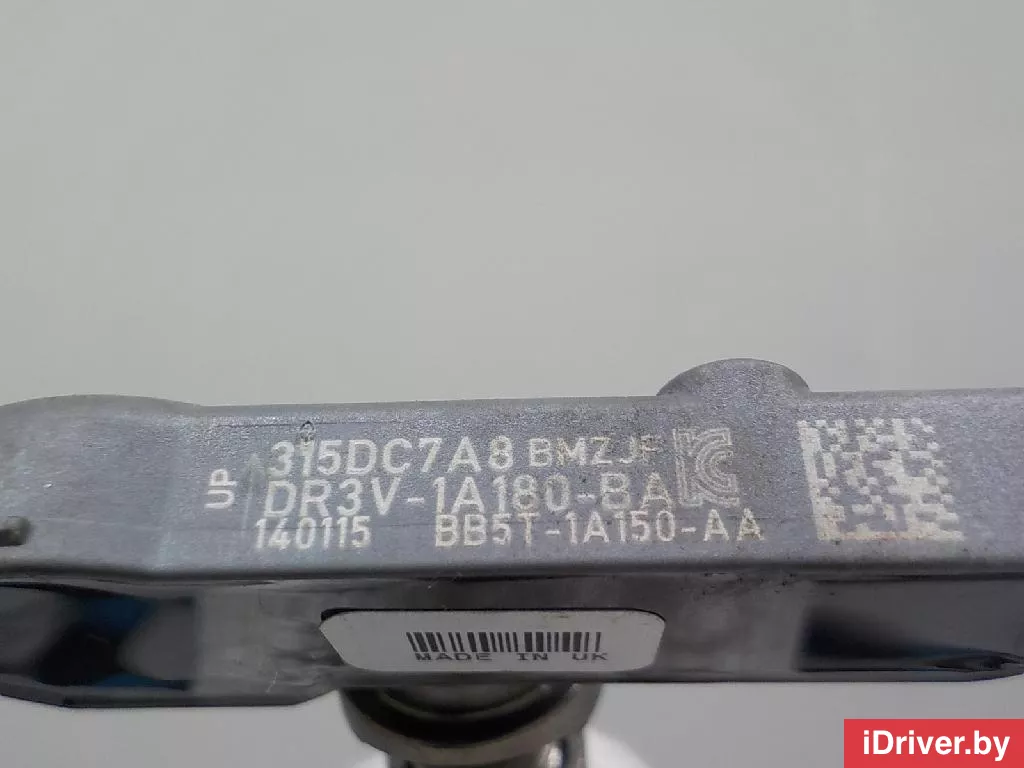 UP
315DC7A8 BMZJF
DR3V-1A180-BA
140115 BB5T-1A150-AA
MADE IN UK
iDriver.by